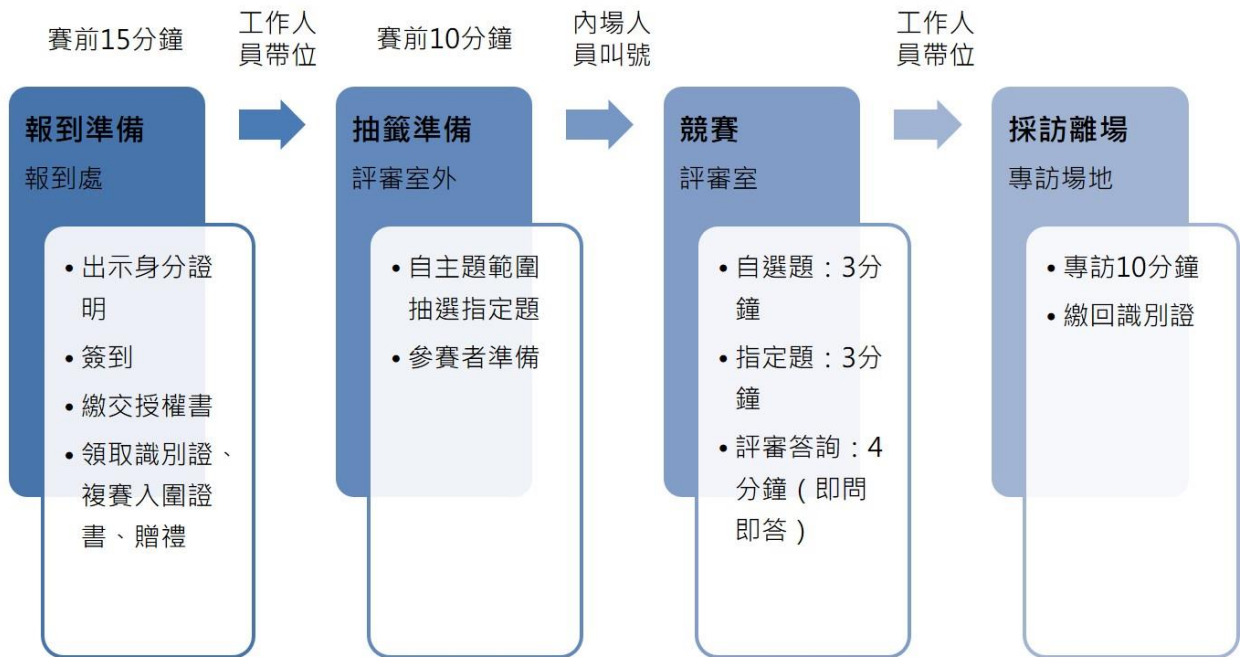 賽前15分鐘
工作人
員帶位
賽前10分鐘
內場人
員叫號
工作人
員帶位
報到準備
報到處
• 出示身分證
明
• 簽到
• 繳交授權書
• 領取識別證、
複賽入圍證
書、贈禮
抽籤準備
評審室外
• 自主題範圍
抽選指定題
• 參賽者準備
競賽
評審室
• 自選題：3分
鐘
• 指定題：3分
鐘
• 評審答詢：4
分鐘（即問
即答）
採訪離場
專訪場地
• 專訪10分鐘
• 繳回識別證